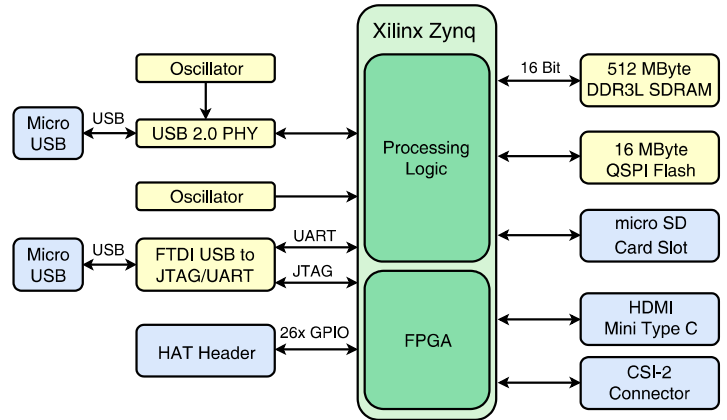 Xilinx Zynq
Oscillator
16 Bit
512 MByte
DDR3L SDRAM
Micro
USB
USB
USB 2.0 PHY
Processing
Logic
16 MByte
QSPI Flash
Oscillator
micro SD
Card Slot
Micro
USB
USB
FTDI USB to
JTAG/UART
UART
JTAG
HDMI
Mini Type C
HAT Header
26x GPIO
FPGA
CSI-2
Connector